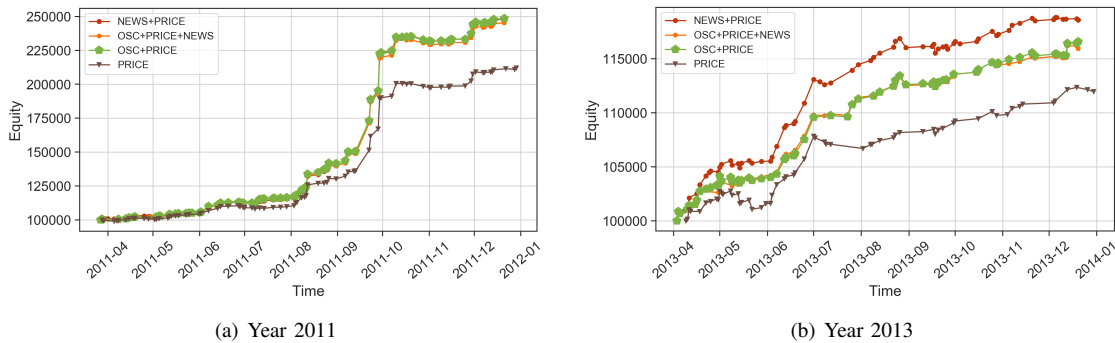 NEWS+PRICE
OSC+PRICE+NEWS
OSC+PRICE
PRICE
250000
225000
200000
175000
150000
125000
100000
Equity
2011-04
2011-05
2011-06
2011-07
2011-08
2011-09
2011-10
2011-11
2011-12
2012-01
Time
(a) Year 2011
NEWS+PRICE
OSC+PRICE+NEWS
OSC+PRICE
PRICE
115000
110000
105000
100000
Equity
2013-04
2013-05
2013-06
2013-07
2013-08
2013-09
2013-10
2013-11
2013-12
2014-01
Time
(b) Year 2013